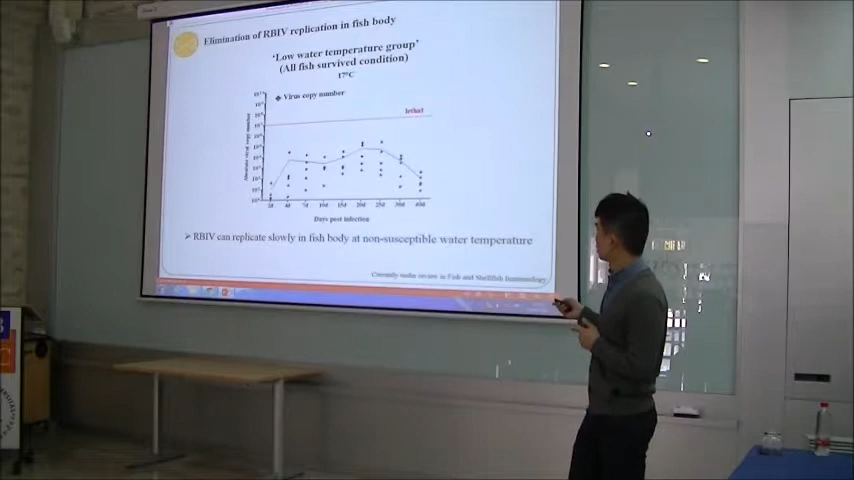 Elimination of RBIV replication in fish body
'Low water temperature group'
(All fish survived condition)
17°C
Virus copy number
lethal
Days post infection
RBIV can replicate slowly in fish body at non-susceptible water temperature
Currently under review in Fish and Shellfish Immunology